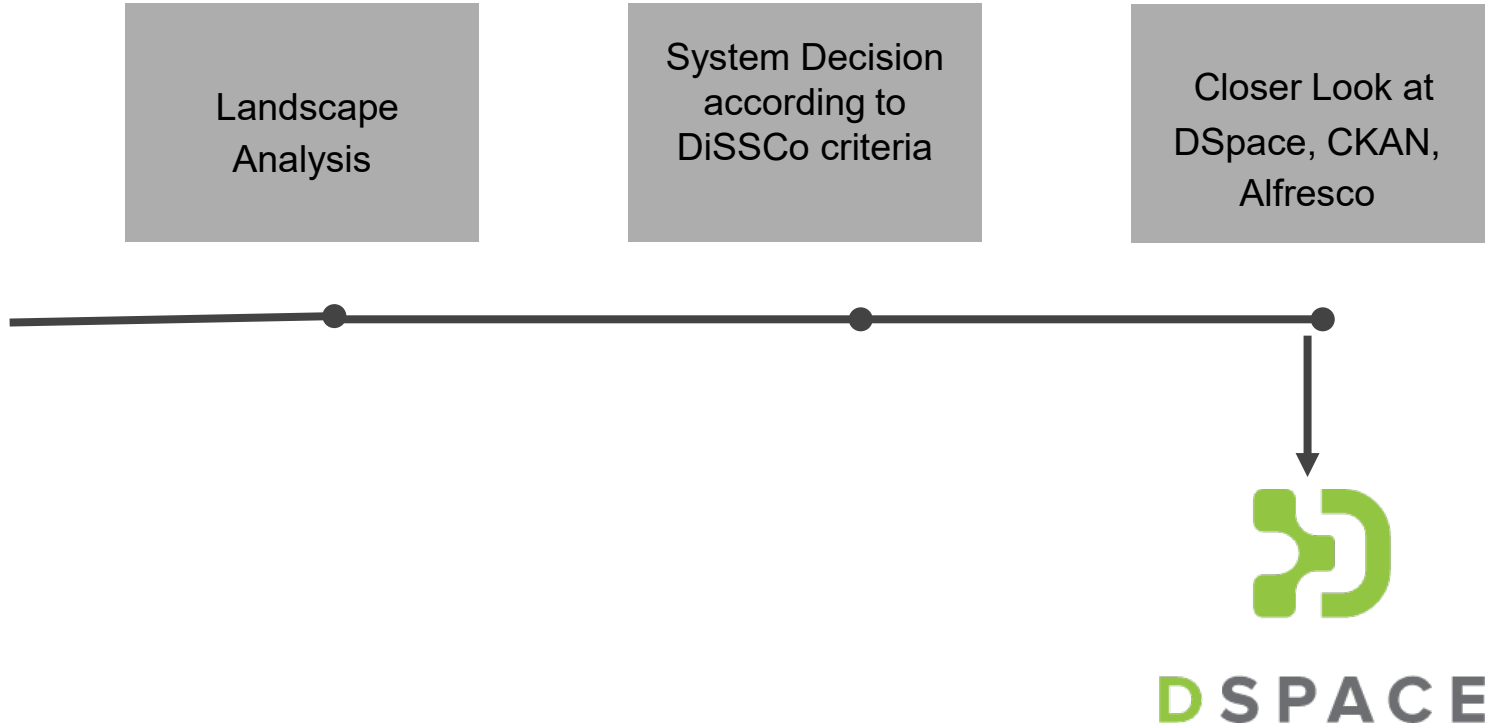 Landscape
Analysis
System Decision
according to
DiSSCo criteria
Closer Look at
DSpace, CKAN,
Alfresco
DSPACE